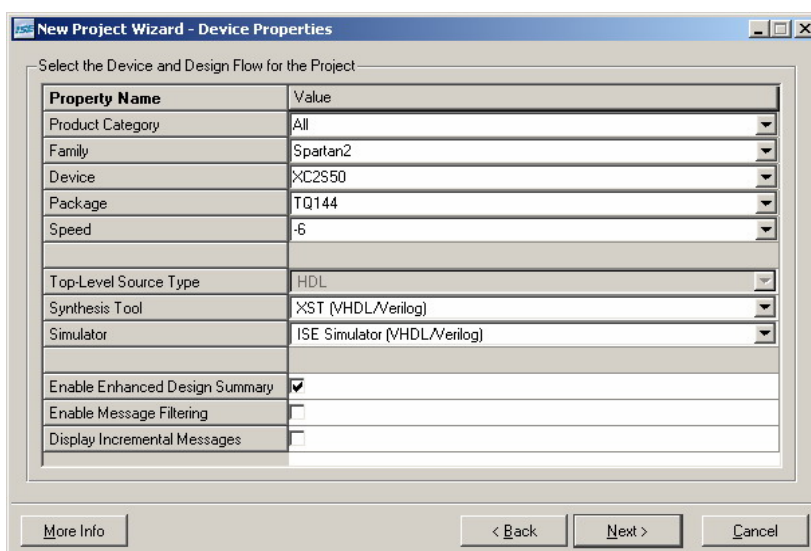 ISE New Project Wizard - Device Properties
Select the Device and Design Flow for the Project
Property Name Value
Product Category All
Family Spartan2
Device XC2S50
Package TQ144
Speed -6
Top-Level Source Type HDL
Synthesis Tool XST (VHDL/Verilog)
Simulator ISE Simulator (VHDL/Verilog)
Enable Enhanced Design Summary
Enable Message Filtering
Display Incremental Messages
More Info < Back Next > Cancel